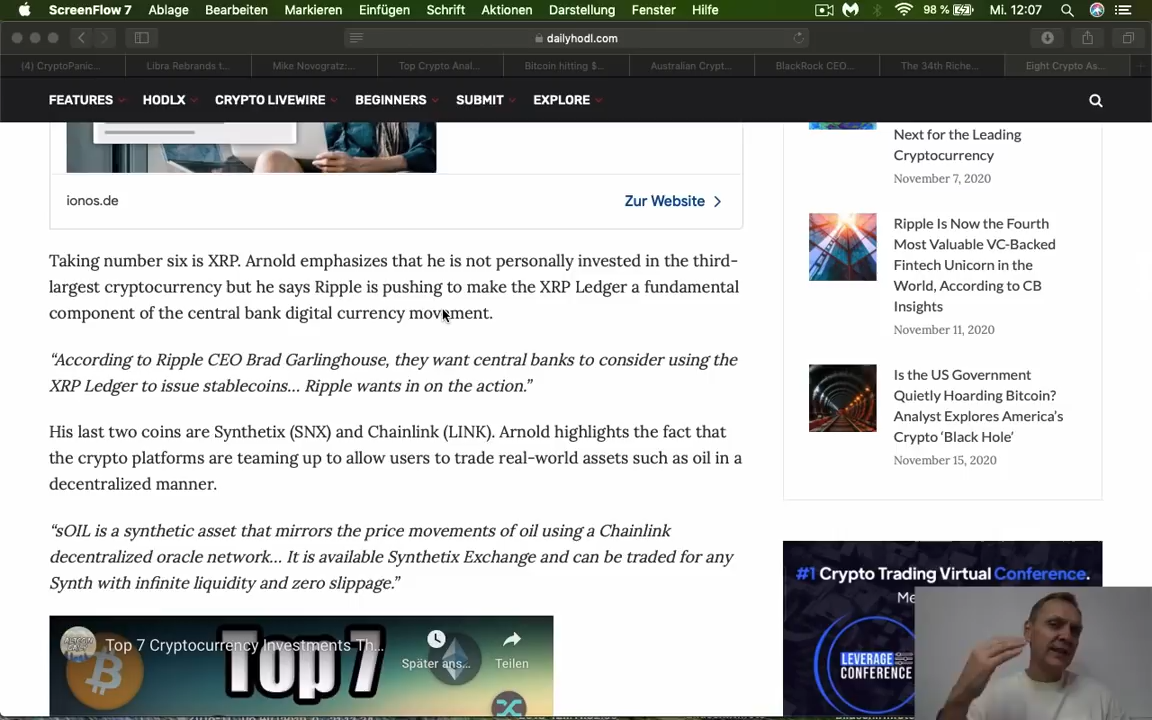 ScreenFlow 7 Ablage Bearbeiten Markieren Einfügen Schrift Aktionen Darstellung Fenster Hilfe 98 % Mi. 12:07
dailyhodl.com
(4) CryptoPanic... Libra Rebrands t... Mike Novogratz:... Top Crypto Anal... Bitcoin hitting $... Australian Crypt... BlackRock CEO... The 34th Riche... Eight Crypto As...
FEATURES HODLX CRYPTO LIVEWIRE BEGINNERS SUBMIT EXPLORE
ionos.de
Zur Website
Taking number six is XRP. Arnold emphasizes that he is not personally invested in the third-
largest cryptocurrency but he says Ripple is pushing to make the XRP Ledger a fundamental
component of the central bank digital currency movement.
“According to Ripple CEO Brad Garlinghouse, they want central banks to consider using the
XRP Ledger to issue stablecoins… Ripple wants in on the action.”
His last two coins are Synthetix (SNX) and Chainlink (LINK). Arnold highlights the fact that
the crypto platforms are teaming up to allow users to trade real-world assets such as oil in a
decentralized manner.
“sOIL is a synthetic asset that mirrors the price movements of oil using a Chainlink
decentralized oracle network… It is available Synthetix Exchange and can be traded for any
Synth with infinite liquidity and zero slippage.”
Top 7 Cryptocurrency Investments Th...
Später ans...
Teilen
Top 7
Next for the Leading
Cryptocurrency
November 7, 2020
Ripple Is Now the Fourth
Most Valuable VC-Backed
Fintech Unicorn in the
World, According to CB
Insights
November 11, 2020
Is the US Government
Quietly Hoarding Bitcoin?
Analyst Explores America’s
Crypto ‘Black Hole’
November 15, 2020
#1 Crypto Trading Virtual Conference.
LEVERAGE
CONFERENCE